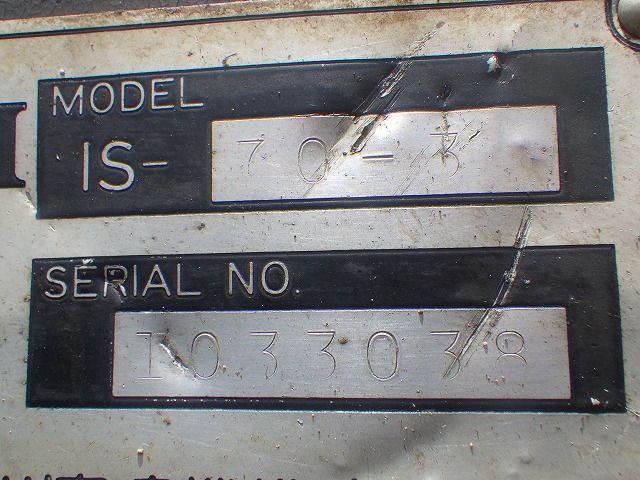 MODEL
IS- 70-3
SERIAL NO.
1033038